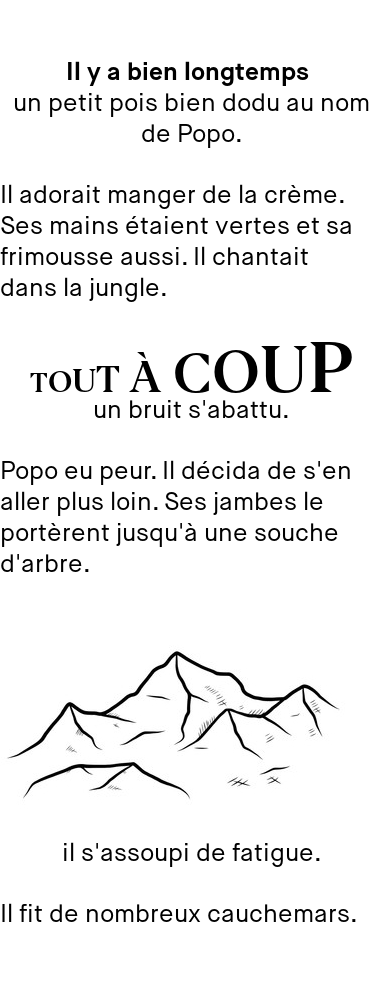 Il y a bien longtemps
un petit pois bien dodu au nom
de Popo.
Il adorait manger de la crème.
Ses mains étaient vertes et sa
frimousse aussi. Il chantait
dans la jungle.
TOUT À COUP
un bruit s'abattu.
Popo eu peur. Il décida de s'en
aller plus loin. Ses jambes le
portèrent jusqu'à une souche
d'arbre.
il s'assoupi de fatigue.
Il fit de nombreux cauchemars.